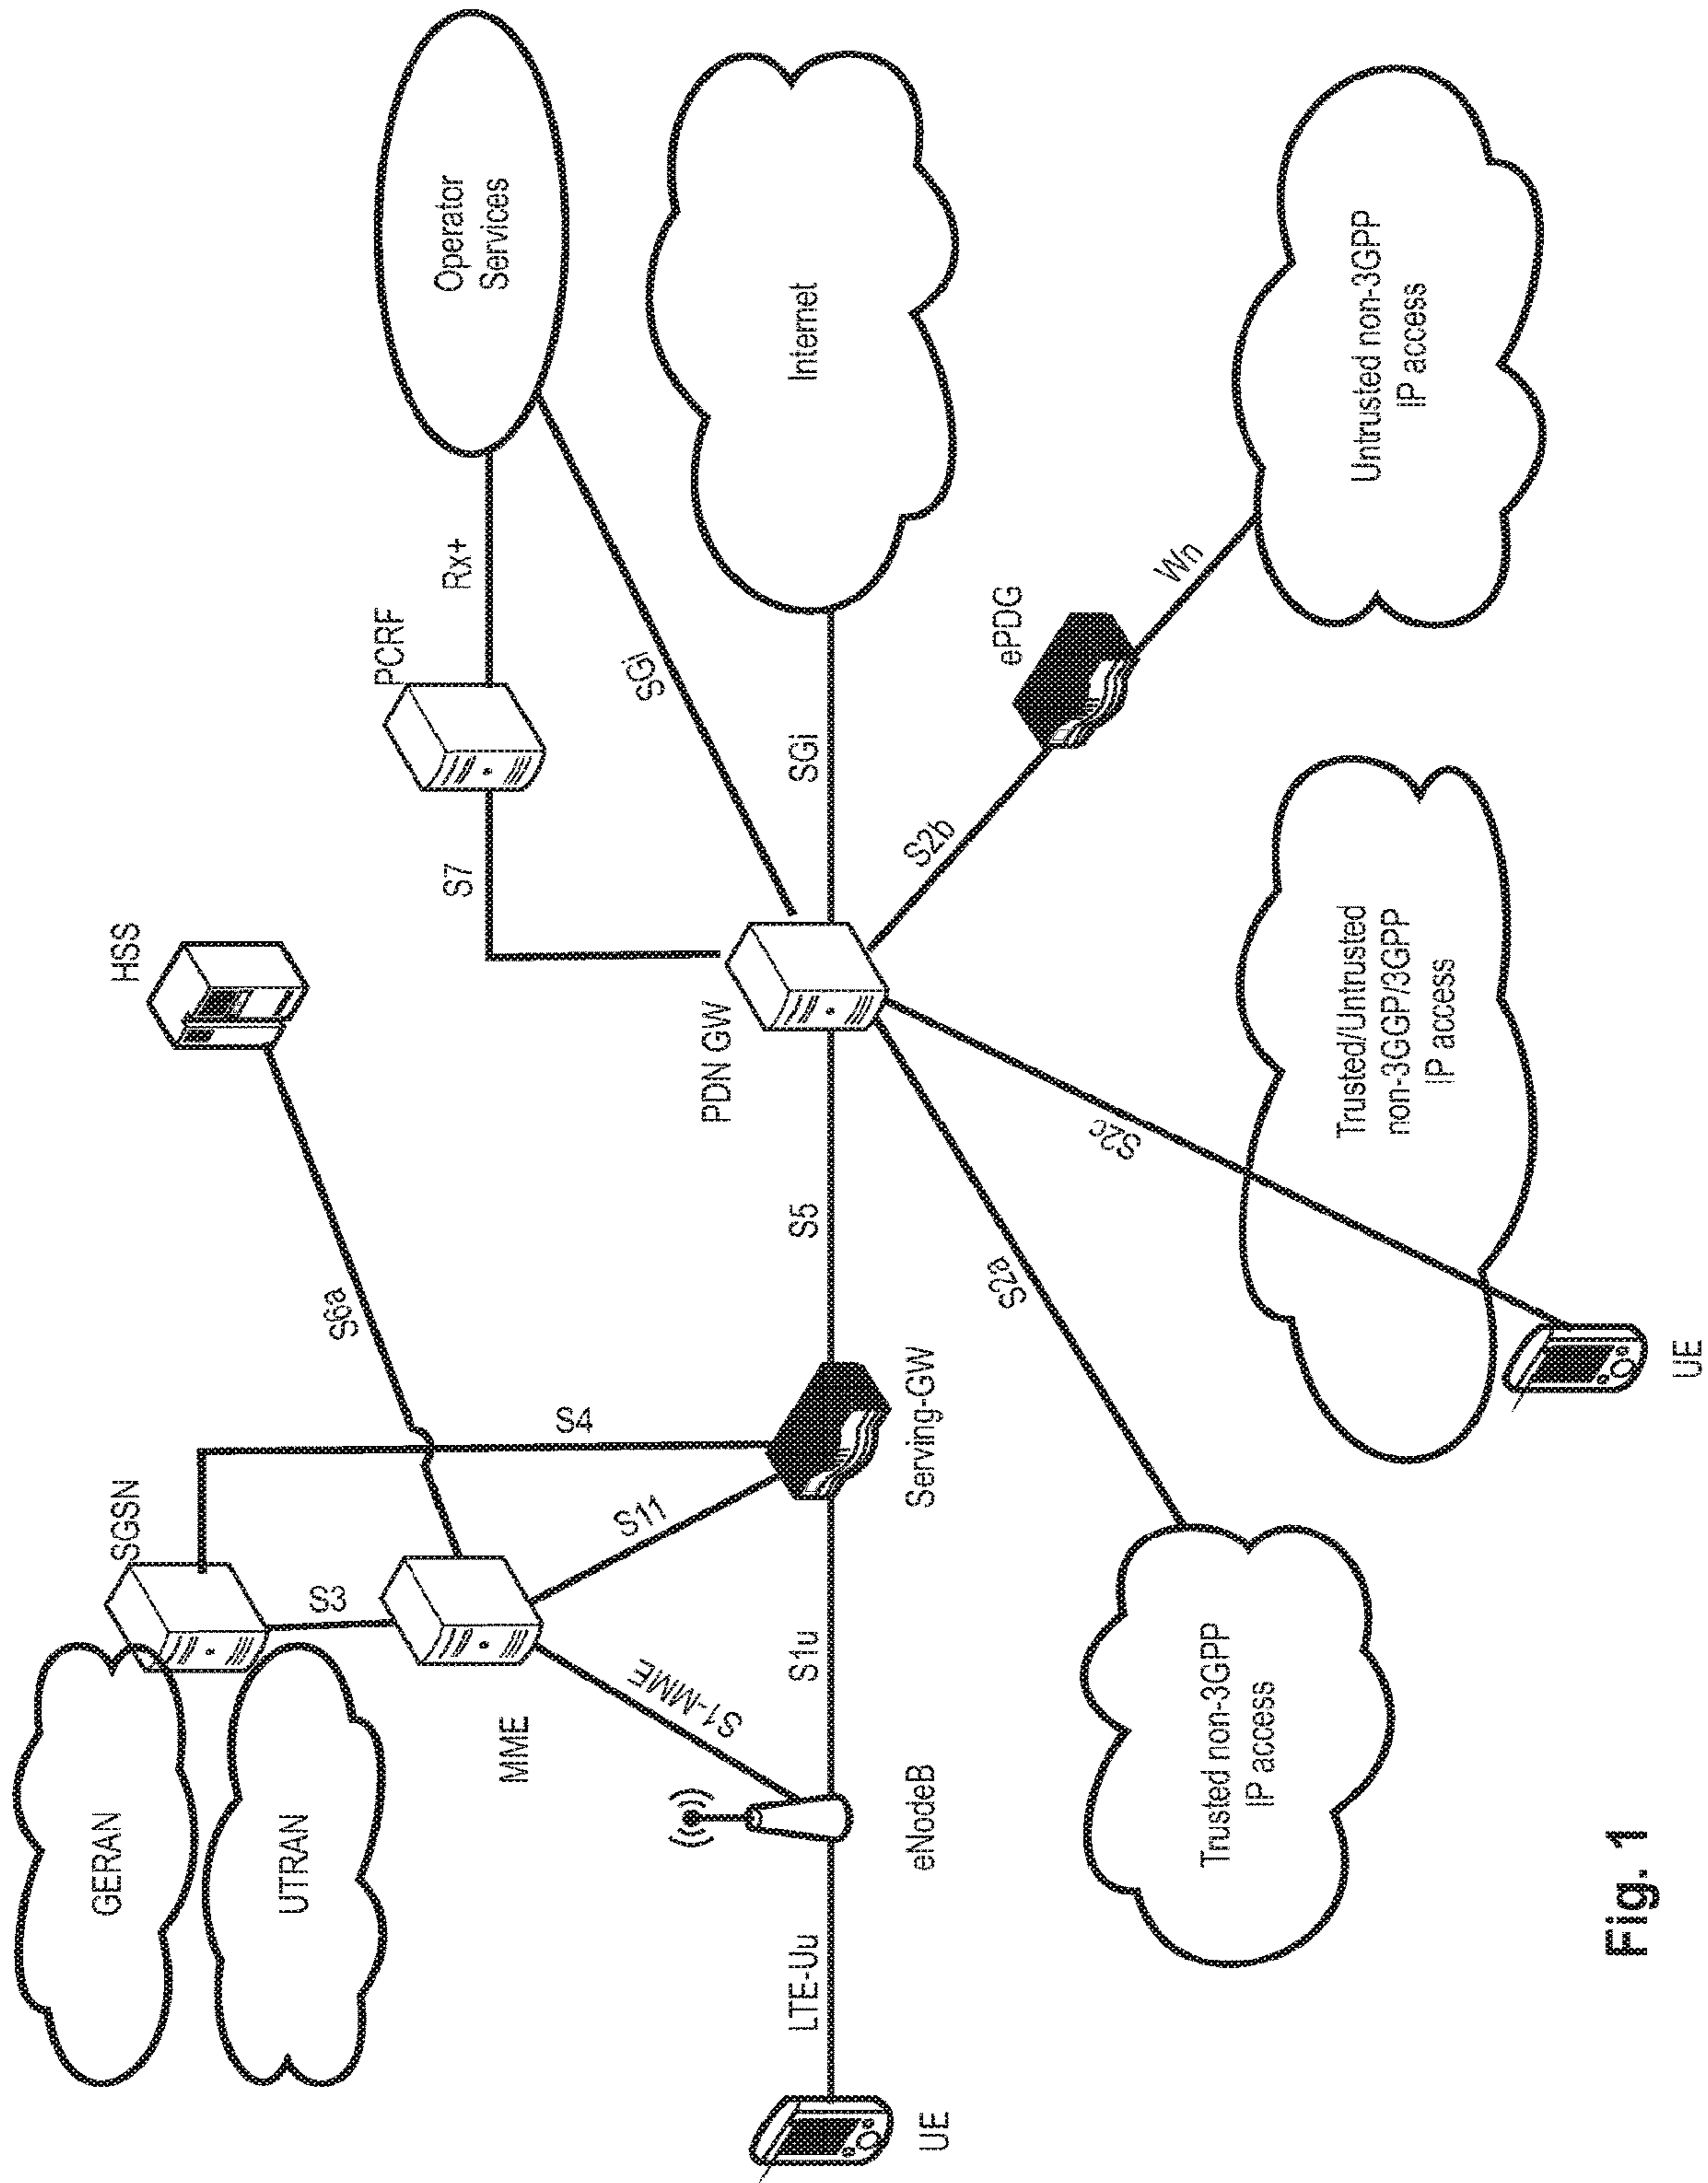 GERAN
UTRAN
SGSN
HSS
S3
S6a
MME
S4
S11
S1-MME
S7
PCRF
Rx+
Operator
Services
SGi
UE
LTE-Uu
eNodeB
S1u
Serving-GW
S5
PDN GW
SGi
Internet
S2a
S2c
S2b
ePDG
Wn
Trusted non-3GPP
IP access
Trusted/Untrusted
non-3GGP/3GPP
IP access
Untrusted non-3GPP
IP access
UE
Fig. 1